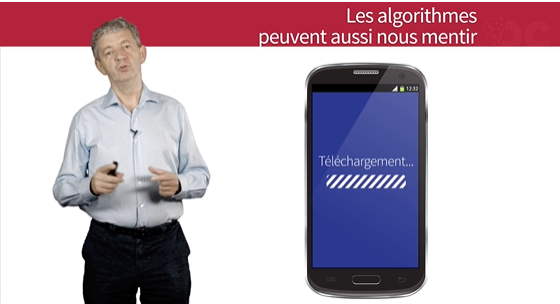 Les algorithmes
peuvent aussi nous mentir
12:32
Téléchargement...